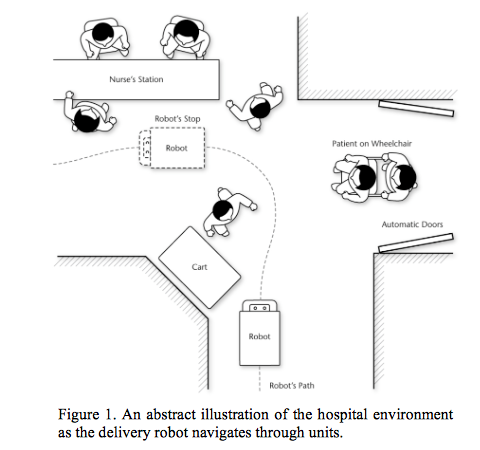 Nurse's Station
Robot's Stop
Robot
Patient on Wheelchair
Automatic Doors
Cart
Robot
Robot's Path
Figure 1. An abstract illustration of the hospital environment
as the delivery robot navigates through units.